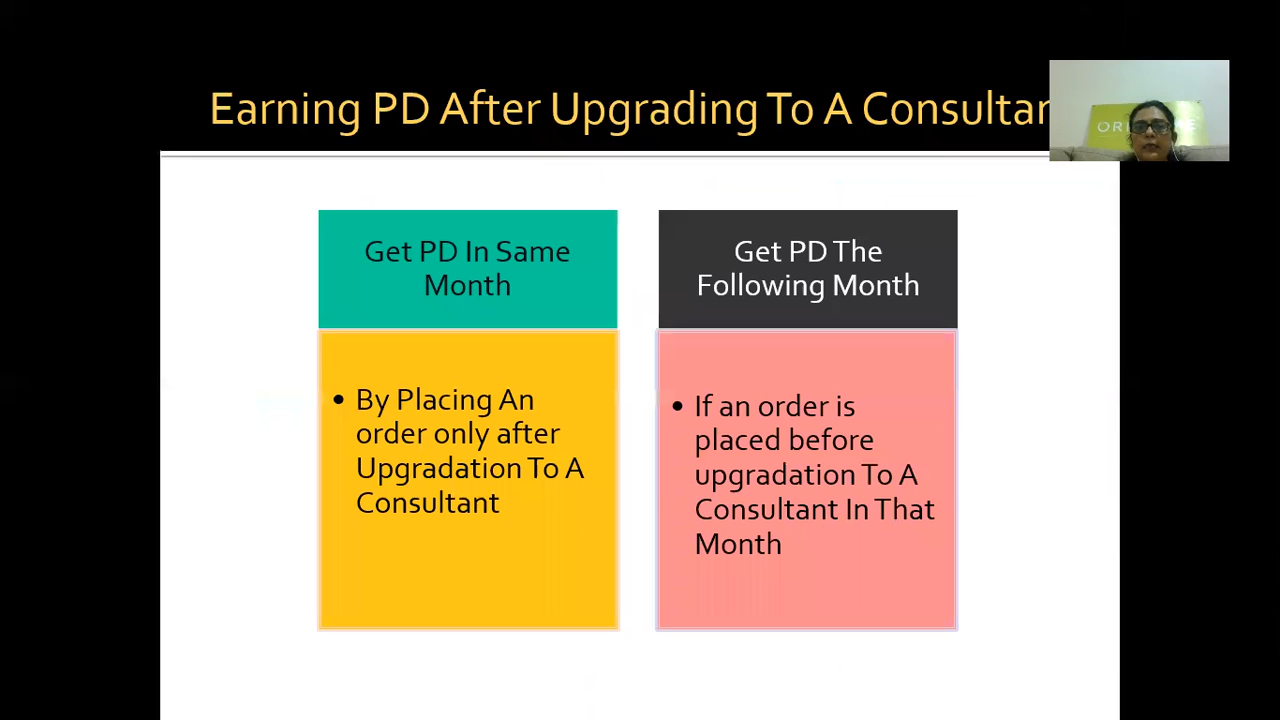 Earning PD After Upgrading To A Consultan
Get PD In Same
Month
Get PD The
Following Month
• By Placing An
order only after
Upgradation To A
Consultant
• If an order is
placed before
upgradation To A
Consultant In That
Month